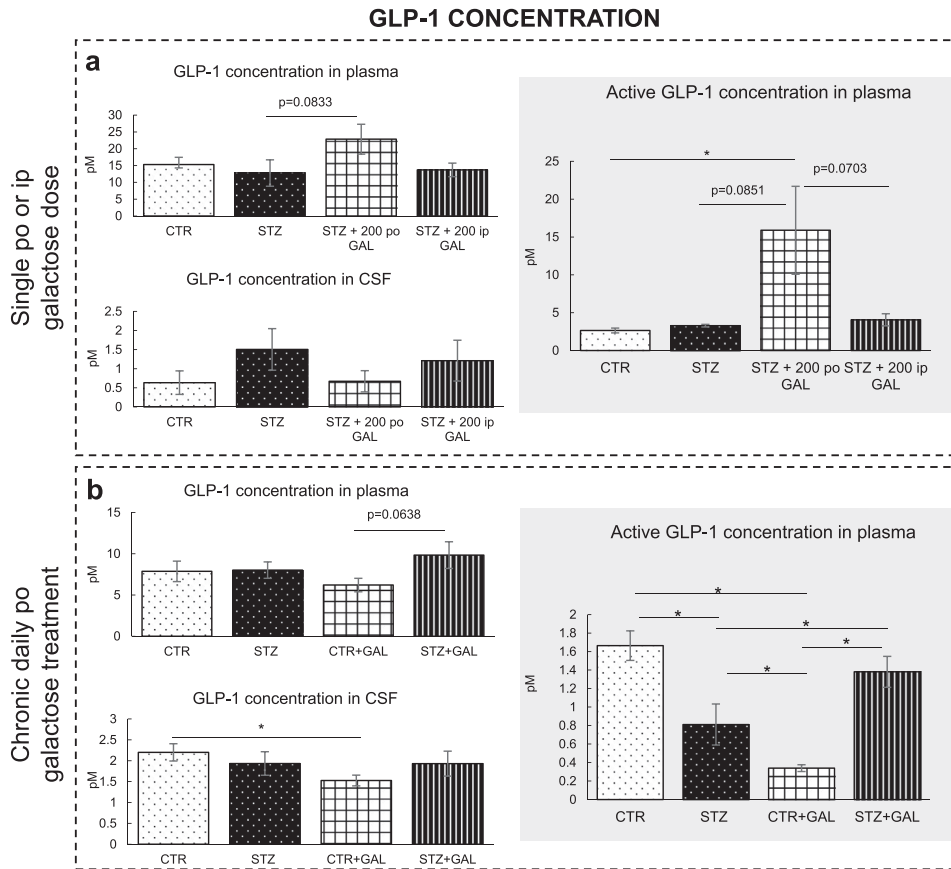 GLP-1 CONCENTRATION
Single po or ip
galactose dose
a
GLP-1 concentration in plasma
p=0.0833
30
25
20
15
10
5
0
pM
CTR
STZ
STZ + 200 po
GAL
STZ + 200 ip
GAL
GLP-1 concentration in CSF
2
1.5
1
0.5
0
pM
CTR
STZ
STZ + 200 po
GAL
STZ + 200 ip
GAL
Active GLP-1 concentration in plasma
*
p=0.0703
p=0.0851
25
20
15
10
5
0
pM
CTR
STZ
STZ + 200 po
GAL
STZ + 200 ip
GAL
Chronic daily po
galactose treatment
b
GLP-1 concentration in plasma
p=0.0638
15
10
5
0
pM
CTR
STZ
CTR+GAL
STZ+GAL
GLP-1 concentration in CSF
*
3
2.5
2
1.5
1
0.5
0
pM
CTR
STZ
CTR+GAL
STZ+GAL
Active GLP-1 concentration in plasma
*
*
*
*
*
2
1.8
1.6
1.4
1.2
1
0.8
0.6
0.4
0.2
0
pM
CTR
STZ
CTR+GAL
STZ+GAL